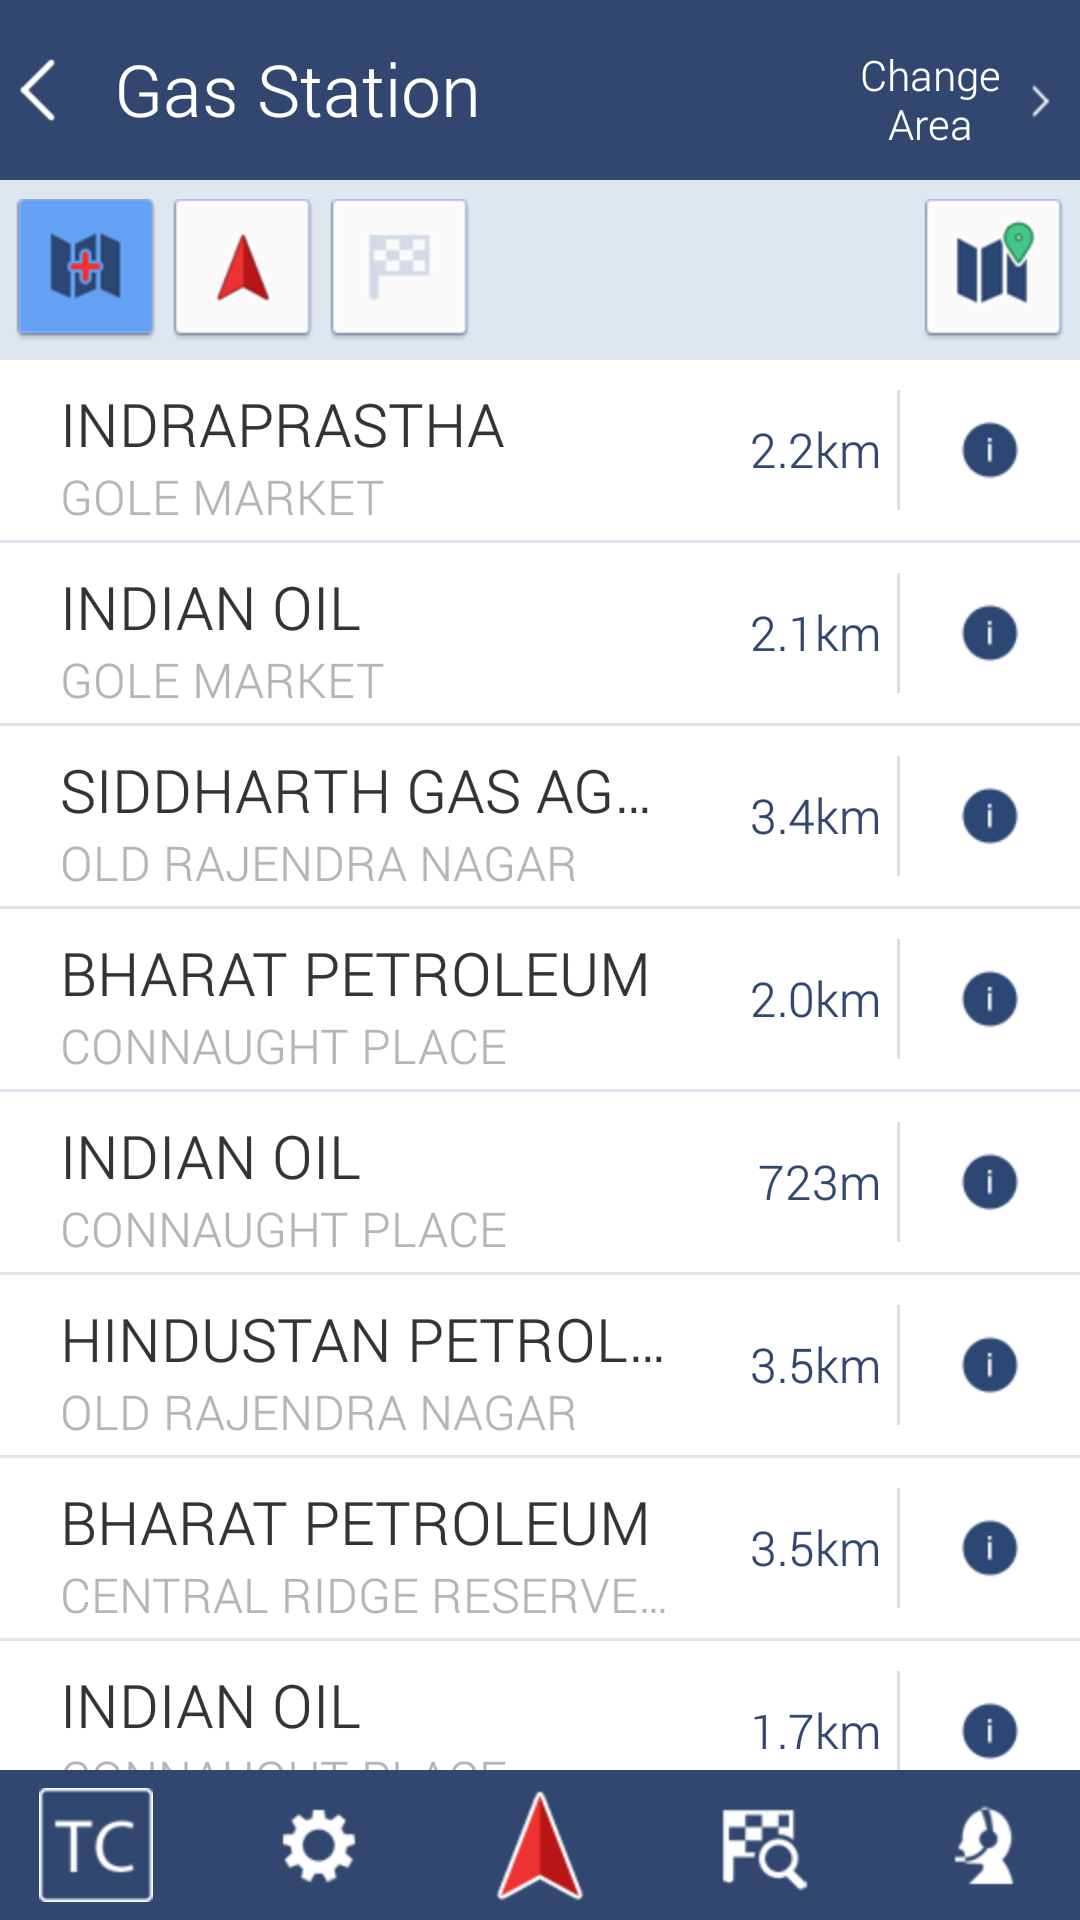 Gas Station
Change
Area
INDRAPRASTHA
GOLE MARKET
2.2km
INDIAN OIL
GOLE MARKET
2.1km
SIDDHARTH GAS AG...
OLD RAJENDRA NAGAR
3.4km
BHARAT PETROLEUM
CONNAUGHT PLACE
2.0km
INDIAN OIL
CONNAUGHT PLACE
723m
HINDUSTAN PETROL...
OLD RAJENDRA NAGAR
3.5km
BHARAT PETROLEUM
CENTRAL RIDGE RESERVE...
3.5km
INDIAN OIL
CONNAUGHT PLACE
1.7km
TC